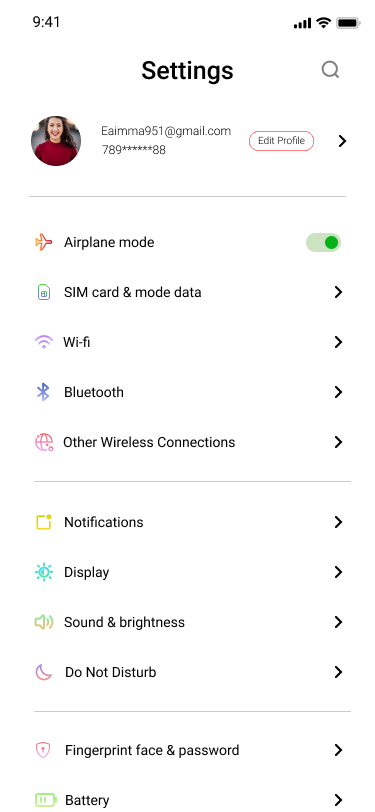 9:41
Settings
Eaimma951@gmail.com
789******88
Edit Profile
Airplane mode
SIM card & mode data
Wi-fi
Bluetooth
Other Wireless Connections
Notifications
Display
Sound & brightness
Do Not Disturb
Fingerprint face & password
Battery